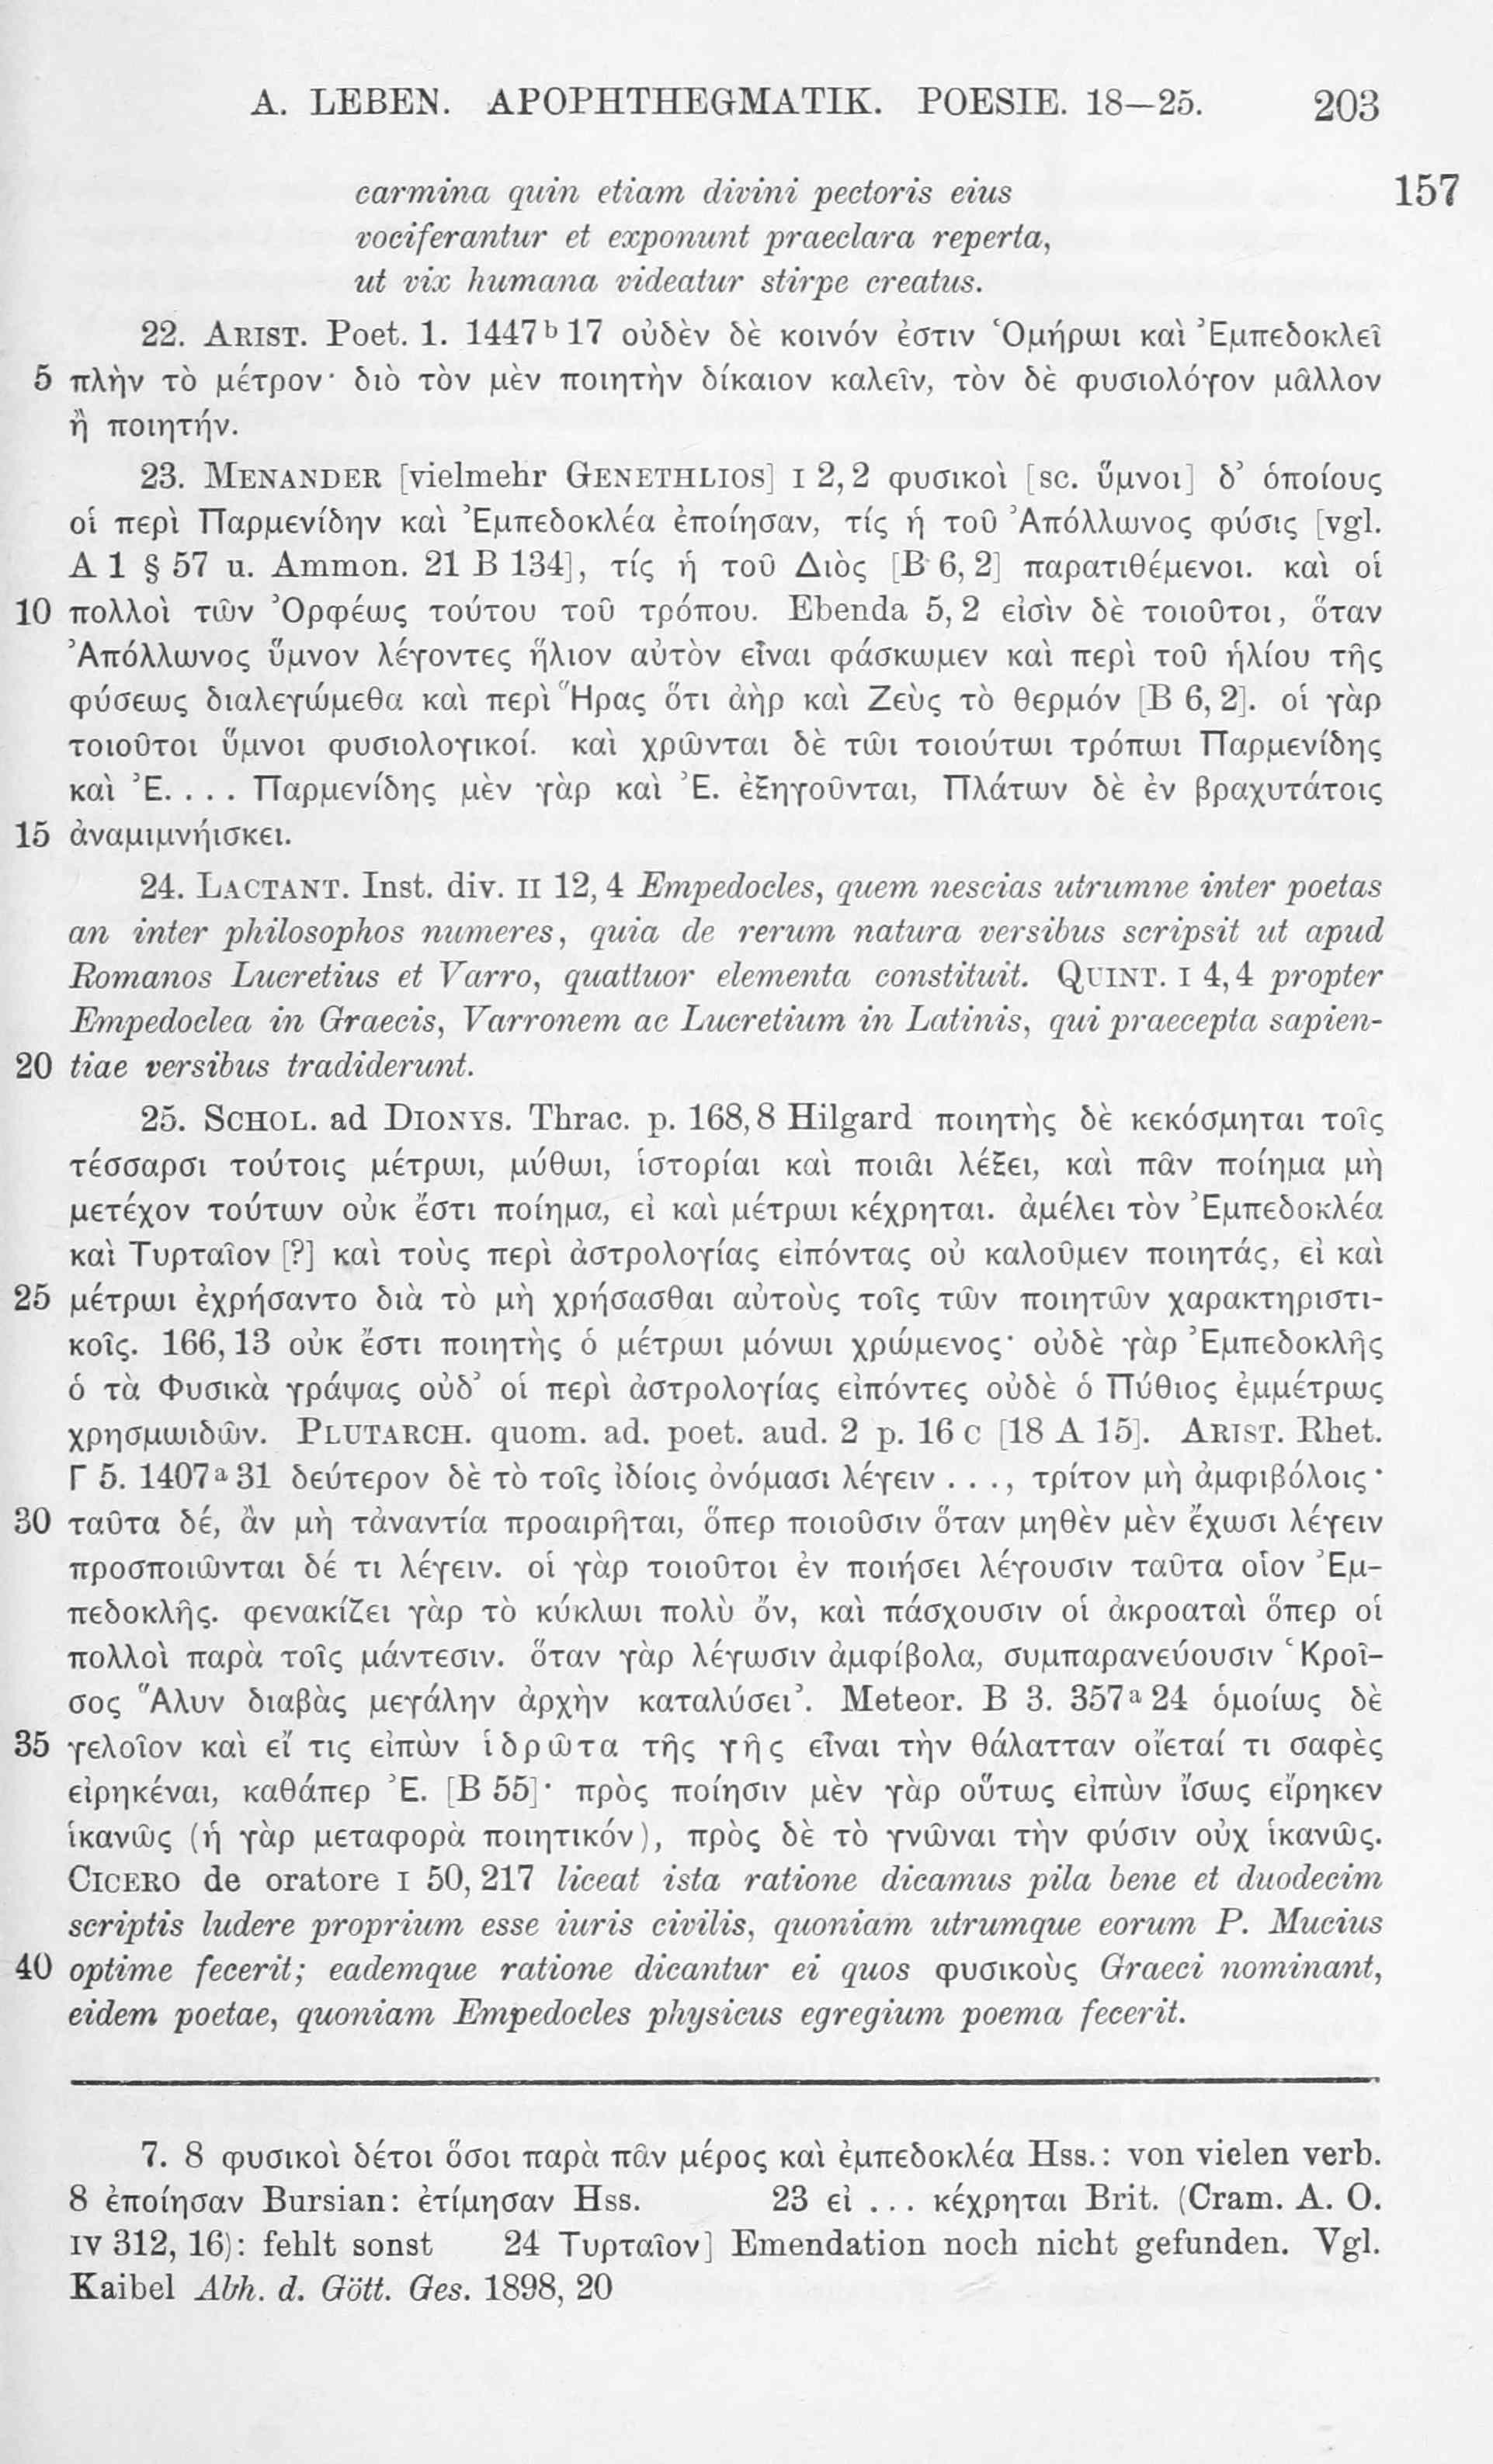 A. LEBEN. APOPHTHEGMATIK. POESIE. 18—25. 203
carmina quin etiam divini pectoris eius 157
vociferantur et exponunt praeclara reperta,
ut vix humana videatur stirpe creatus.
22. ARIST. Poet. 1. 1447ᵇ 17 οὐδὲν δὲ κοινόν ἐστιν Ὁμήρωι καὶ Ἐμπεδοκλεῖ
5 πλὴν τὸ μέτρον· διὸ τὸν μὲν ποιητὴν δίκαιον καλεῖν, τὸν δὲ φυσιολόγον μᾶλλον
ἢ ποιητήν.
23. MENANDER [vielmehr GENETHLIOS] I 2, 2 φυσικοὶ [sc. ὕμνοι] δ’ ὁποίους
οἱ περὶ Παρμενίδην καὶ Ἐμπεδοκλέα ἐποίησαν, τίς ἡ τοῦ Ἀπόλλωνος φύσις [vgl.
A 1 § 57 u. Ammon. 21 B 134], τίς ἡ τοῦ Διὸς [B 6, 2] παρατιθέμενοι. καὶ οἱ
10 πολλοὶ τῶν Ὀρφέως τούτου τοῦ τρόπου. Ebenda 5, 2 εἰσὶν δὲ τοιοῦτοι, ὅταν
Ἀπόλλωνος ὕμνον λέγοντες ἥλιον αὐτὸν εἶναι φάσκωμεν καὶ περὶ τοῦ ἡλίου τῆς
φύσεως διαλεγώμεθα καὶ περὶ Ἥρας ὅτι ἀὴρ καὶ Ζεὺς τὸ θερμόν [B 6, 2]. οἱ γὰρ
τοιοῦτοι ὕμνοι φυσιολογικοί. καὶ χρῶνται δὲ τῶι τοιούτωι τρόπωι Παρμενίδης
καὶ Ἐ. . . . Παρμενίδης μὲν γὰρ καὶ Ἐ. ἐξηγοῦνται, Πλάτων δὲ ἐν βραχυτάτοις
15 ἀναμιμνήισκει.
24. LACTANT. Inst. div. II 12, 4 Empedocles, quem nescias utrumne inter poetas
an inter philosophos numeres, quia de rerum natura versibus scripsit ut apud
Romanos Lucretius et Varro, quattuor elementa constituit. QUINT. I 4, 4 propter
Empedoclea in Graecis, Varronem ac Lucretium in Latinis, qui praecepta sapien-
20 tiae versibus tradiderunt.
25. SCHOL. ad DIONYS. Thrac. p. 168, 8 Hilgard ποιητὴς δὲ κεκόσμηται τοῖς
τέσσαρσι τούτοις μέτρωι, μύθωι, ἱστορίαι καὶ ποιᾶι λέξει, καὶ πᾶν ποίημα μὴ
μετέχον τούτων οὐκ ἔστι ποίημα, εἰ καὶ μέτρωι κέχρηται. ἀμέλει τὸν Ἐμπεδοκλέα
καὶ Τυρταῖον [?] καὶ τοὺς περὶ ἀστρολογίας εἰπόντας οὐ καλοῦμεν ποιητάς, εἰ καὶ
25 μέτρωι ἐχρήσαντο διὰ τὸ μὴ χρήσασθαι αὐτοὺς τοῖς τῶν ποιητῶν χαρακτηριστι-
κοῖς. 166, 13 οὐκ ἔστι ποιητὴς ὁ μέτρωι μόνωι χρώμενος· οὐδὲ γὰρ Ἐμπεδοκλῆς
ὁ τὰ Φυσικὰ γράψας οὐδ’ οἱ περὶ ἀστρολογίας εἰπόντες οὐδὲ ὁ Πύθιος ἐμμέτρως
χρησμωιδῶν. PLUTARCH. quom. ad. poet. aud. 2 p. 16 c [18 A 15]. ARIST. Rhet.
Γ 5. 1407ᵃ 31 δεύτερον δὲ τὸ τοῖς ἰδίοις ὀνόμασι λέγειν . . ., τρίτον μὴ ἀμφιβόλοις·
30 ταῦτα δέ, ἂν μὴ τἀναντία προαιρῆται, ὅπερ ποιοῦσιν ὅταν μηθὲν μὲν ἔχωσι λέγειν
προσποιῶνται δέ τι λέγειν. οἱ γὰρ τοιοῦτοι ἐν ποιήσει λέγουσιν ταῦτα οἷον Ἐμ-
πεδοκλῆς. φενακίζει γὰρ τὸ κύκλωι πολὺ ὄν, καὶ πάσχουσιν οἱ ἀκροαταὶ ὅπερ οἱ
πολλοὶ παρὰ τοῖς μάντεσιν. ὅταν γὰρ λέγωσιν ἀμφίβολα, συμπαρανεύουσιν ‘Κροῖ-
σος Ἅλυν διαβὰς μεγάλην ἀρχὴν καταλύσει’. Meteor. B 3. 357ᵃ 24 ὁμοίως δὲ
35 γελοῖον καὶ εἴ τις εἰπὼν ἱδρῶτα τῆς γῆς εἶναι τὴν θάλατταν οἴεταί τι σαφὲς
εἰρηκέναι, καθάπερ Ἐ. [B 55]· πρὸς ποίησιν μὲν γὰρ οὕτως εἰπὼν ἴσως εἴρηκεν
ἱκανῶς (ἡ γὰρ μεταφορὰ ποιητικόν), πρὸς δὲ τὸ γνῶναι τὴν φύσιν οὐχ ἱκανῶς.
CICERO de oratore I 50, 217 liceat ista ratione dicamus pila bene et duodecim
scriptis ludere proprium esse iuris civilis, quoniam utrumque eorum P. Mucius
40 optime fecerit; eademque ratione dicantur ei quos φυσικοὺς Graeci nominant,
eidem poetae, quoniam Empedocles physicus egregium poema fecerit.
7. 8 φυσικοὶ δέτοι ὅσοι παρὰ πᾶν μέρος καὶ ἐμπεδοκλέα Hss.: von vielen verb.
8 ἐποίησαν Bursian: ἐτίμησαν Hss. 23 εἰ . . . κέχρηται Brit. (Cram. A. O.
IV 312, 16): fehlt sonst 24 Τυρταῖον] Emendation noch nicht gefunden. Vgl.
Kaibel Abh. d. Gött. Ges. 1898, 20